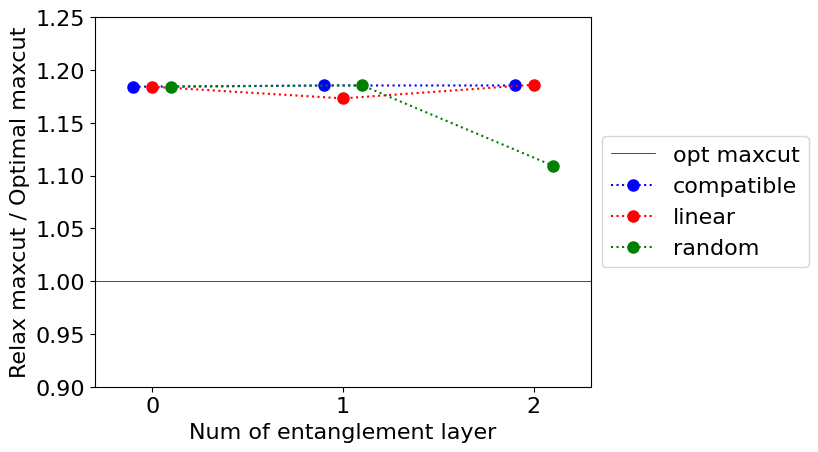 Relax maxcut / Optimal maxcut
1.25
1.20
1.15
1.10
1.05
1.00
0.95
0.90
0 1 2
Num of entanglement layer
opt maxcut
compatible
linear
random